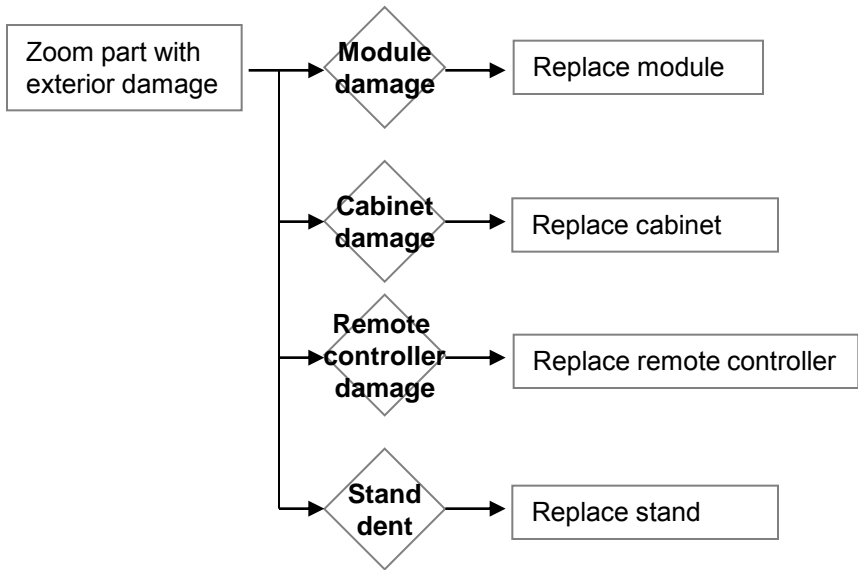 Zoom part with
exterior damage
Module
damage
Replace module
Cabinet
damage
Replace cabinet
Remote
controller
damage
Replace remote controller
Stand
dent
Replace stand